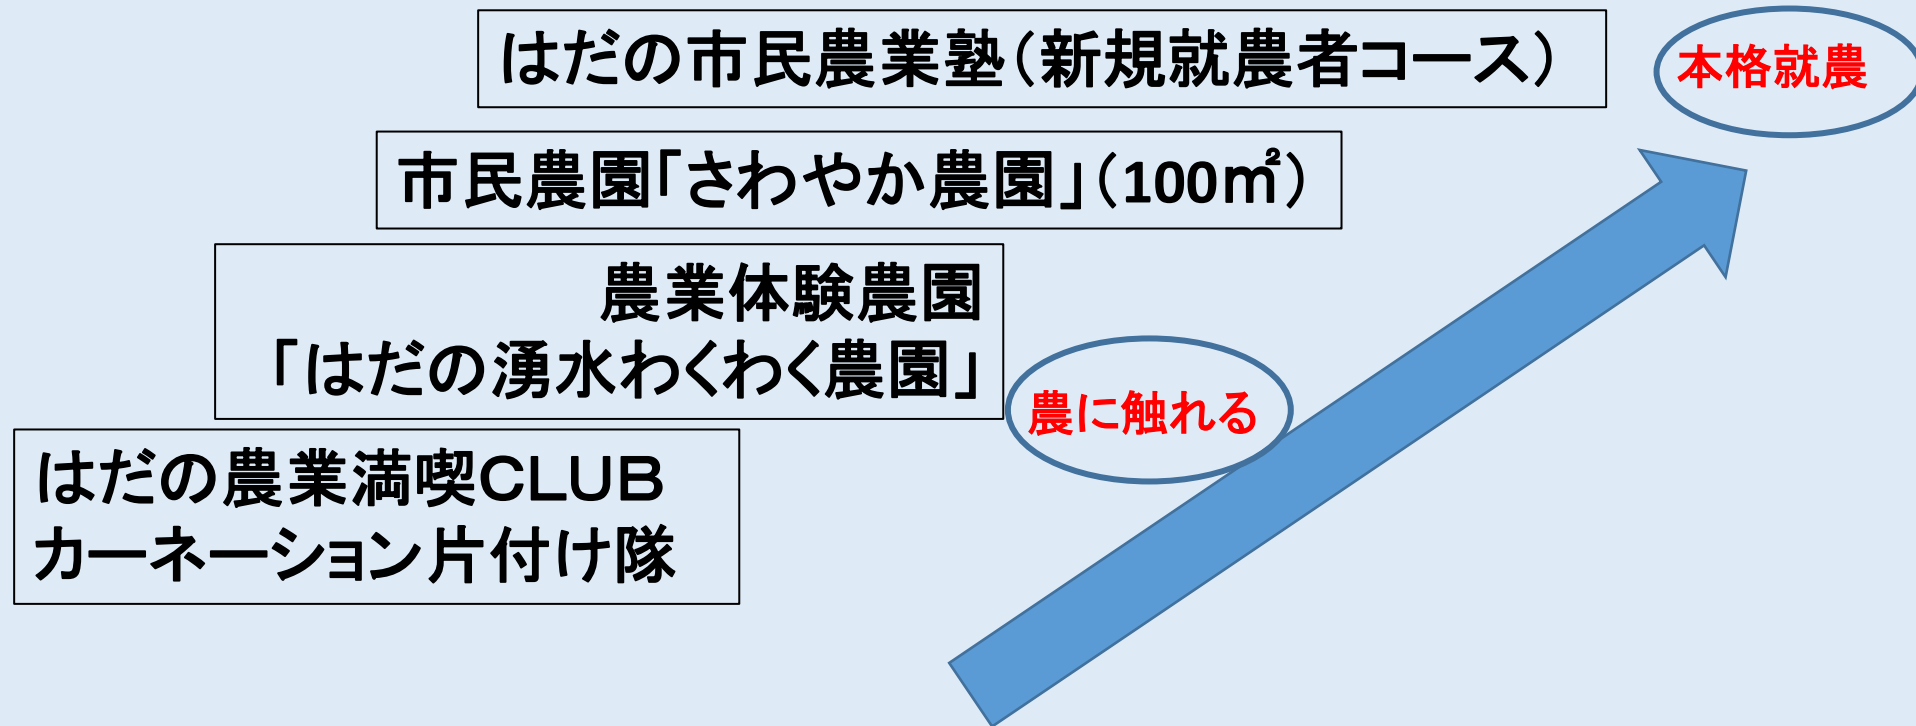 はだの市民農業塾（新規就農者コース）
本格就農
市民農園「さわやか農園」（100㎡）
農業体験農園
「はだの湧水わくわく農園」
農に触れる
はだの農業満喫ＣＬＵＢ
カーネーション片付け隊